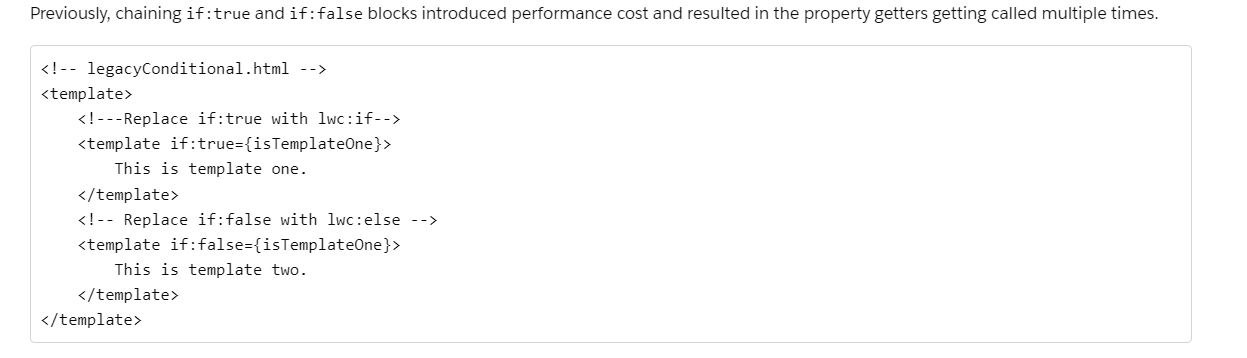 Previously, chaining if:true and if:false blocks introduced performance cost and resulted in the property getters getting called multiple times.
<!-- legacyConditional.html -->
<template>
    <!---Replace if:true with lwc:if-->
    <template if:true={isTemplateOne}>
        This is template one.
    </template>
    <!-- Replace if:false with lwc:else -->
    <template if:false={isTemplateOne}>
        This is template two.
    </template>
</template>